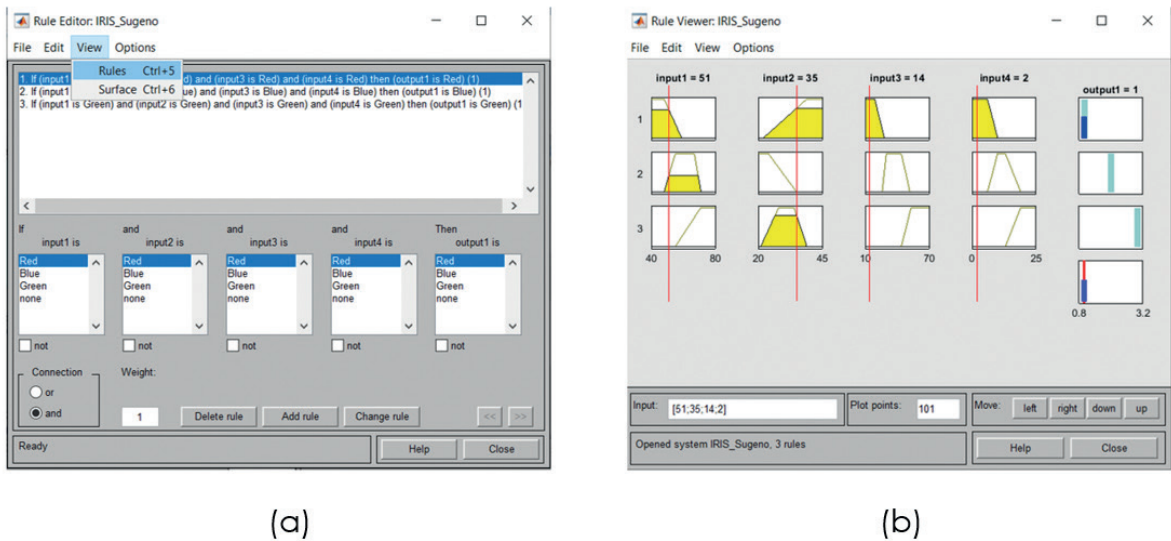 Rule Editor: IRIS_Sugeno
File Edit View Options
Rules Ctrl+5
Surface Ctrl+6
1. If (input1 d) and (input3 is Red) and (input4 is Red) then (output1 is Red) (1)
2. If (input1 ue) and (input3 is Blue) and (input4 is Blue) then (output1 is Blue) (1)
3. If (input1 is Green) and (input2 is Green) and (input3 is Green) and (input4 is Green) then (output1 is Green) (1
If and and and Then
input1 is input2 is input3 is input4 is output1 is
Red Red Red Red Red
Blue Blue Blue Blue Blue
Green Green Green Green Green
none none none none none
not not not not not
Connection Weight:
or
and 1 Delete rule Add rule Change rule << >>
Ready Help Close
(a)
Rule Viewer: IRIS_Sugeno
File Edit View Options
input1 = 51 input2 = 35 input3 = 14 input4 = 2
output1 = 1
1
2
3
40 80 20 45 10 70 0 25
0.8 3.2
Input: [51;35;14;2] Plot points: 101 Move: left right down up
Opened system IRIS_Sugeno, 3 rules Help Close
(b)